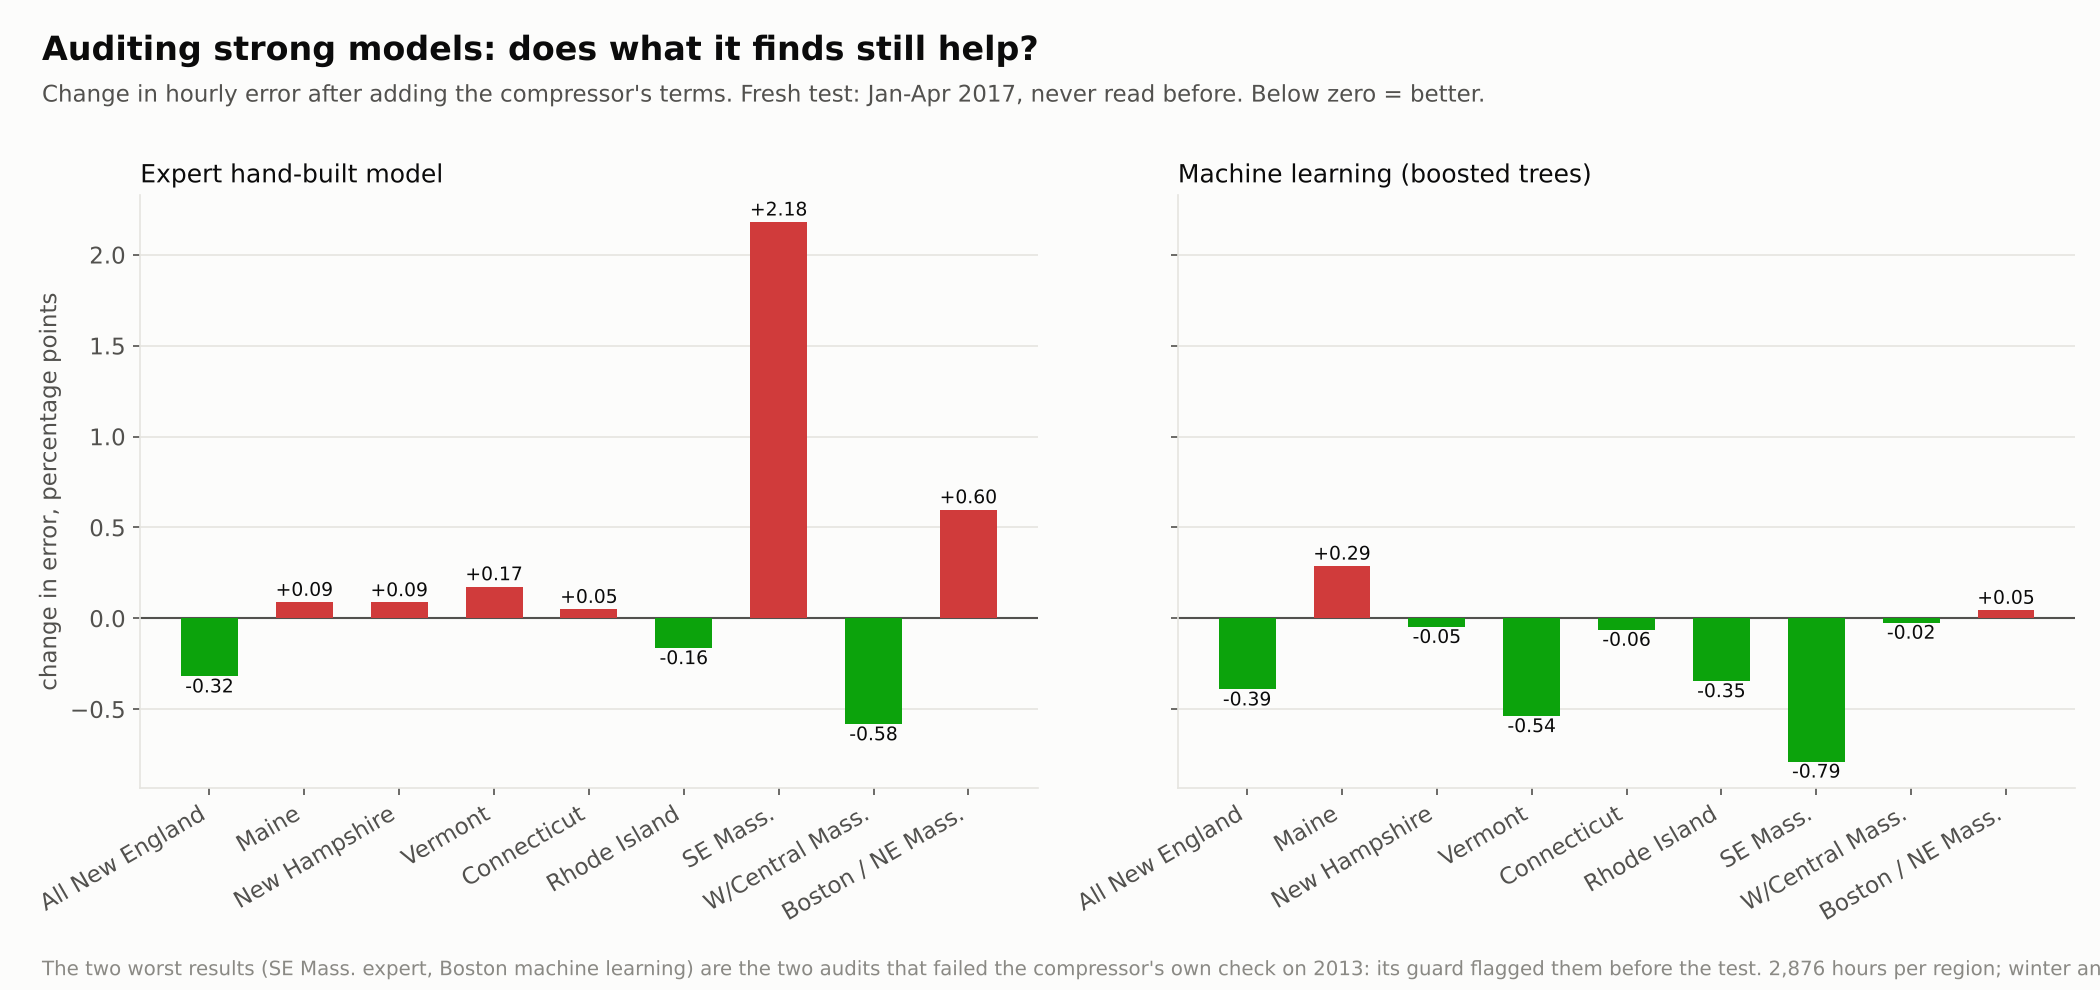 Auditing strong models: does what it finds still help?
Change in hourly error after adding the compressor's terms. Fresh test: Jan-Apr 2017, never read before. Below zero = better.
Expert hand-built model
change in error, percentage points
2.0
1.5
1.0
0.5
0.0
−0.5
-0.32
+0.09
+0.09
+0.17
+0.05
-0.16
+2.18
-0.58
+0.60
All New England
Maine
New Hampshire
Vermont
Connecticut
Rhode Island
SE Mass.
W/Central Mass.
Boston / NE Mass.
Machine learning (boosted trees)
-0.39
+0.29
-0.05
-0.54
-0.06
-0.35
-0.79
-0.02
+0.05
All New England
Maine
New Hampshire
Vermont
Connecticut
Rhode Island
SE Mass.
W/Central Mass.
Boston / NE Mass.
The two worst results (SE Mass. expert, Boston machine learning) are the two audits that failed the compressor's own check on 2013: its guard flagged them before the test. 2,876 hours per region; winter